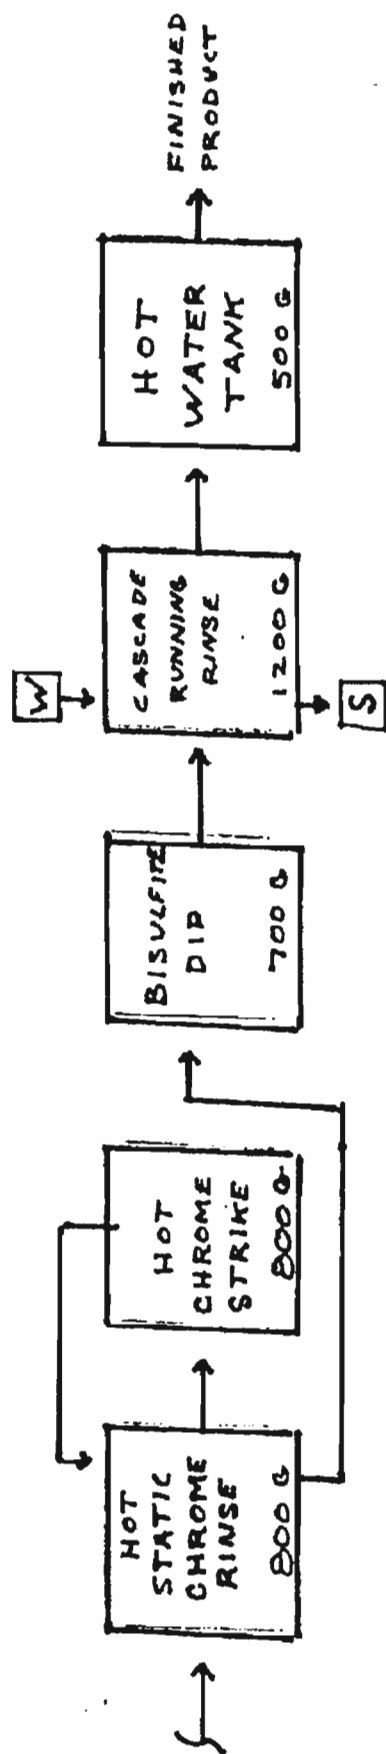 HOT
STATIC
CHROME
RINSE
800 G
HOT
CHROME
STRIKE
800 G
BISULFITE
DIP
700 G
W
CASCADE
RUNNING
RINSE
1200 G
S
HOT
WATER
TANK
500 G
FINISHED
PRODUCT